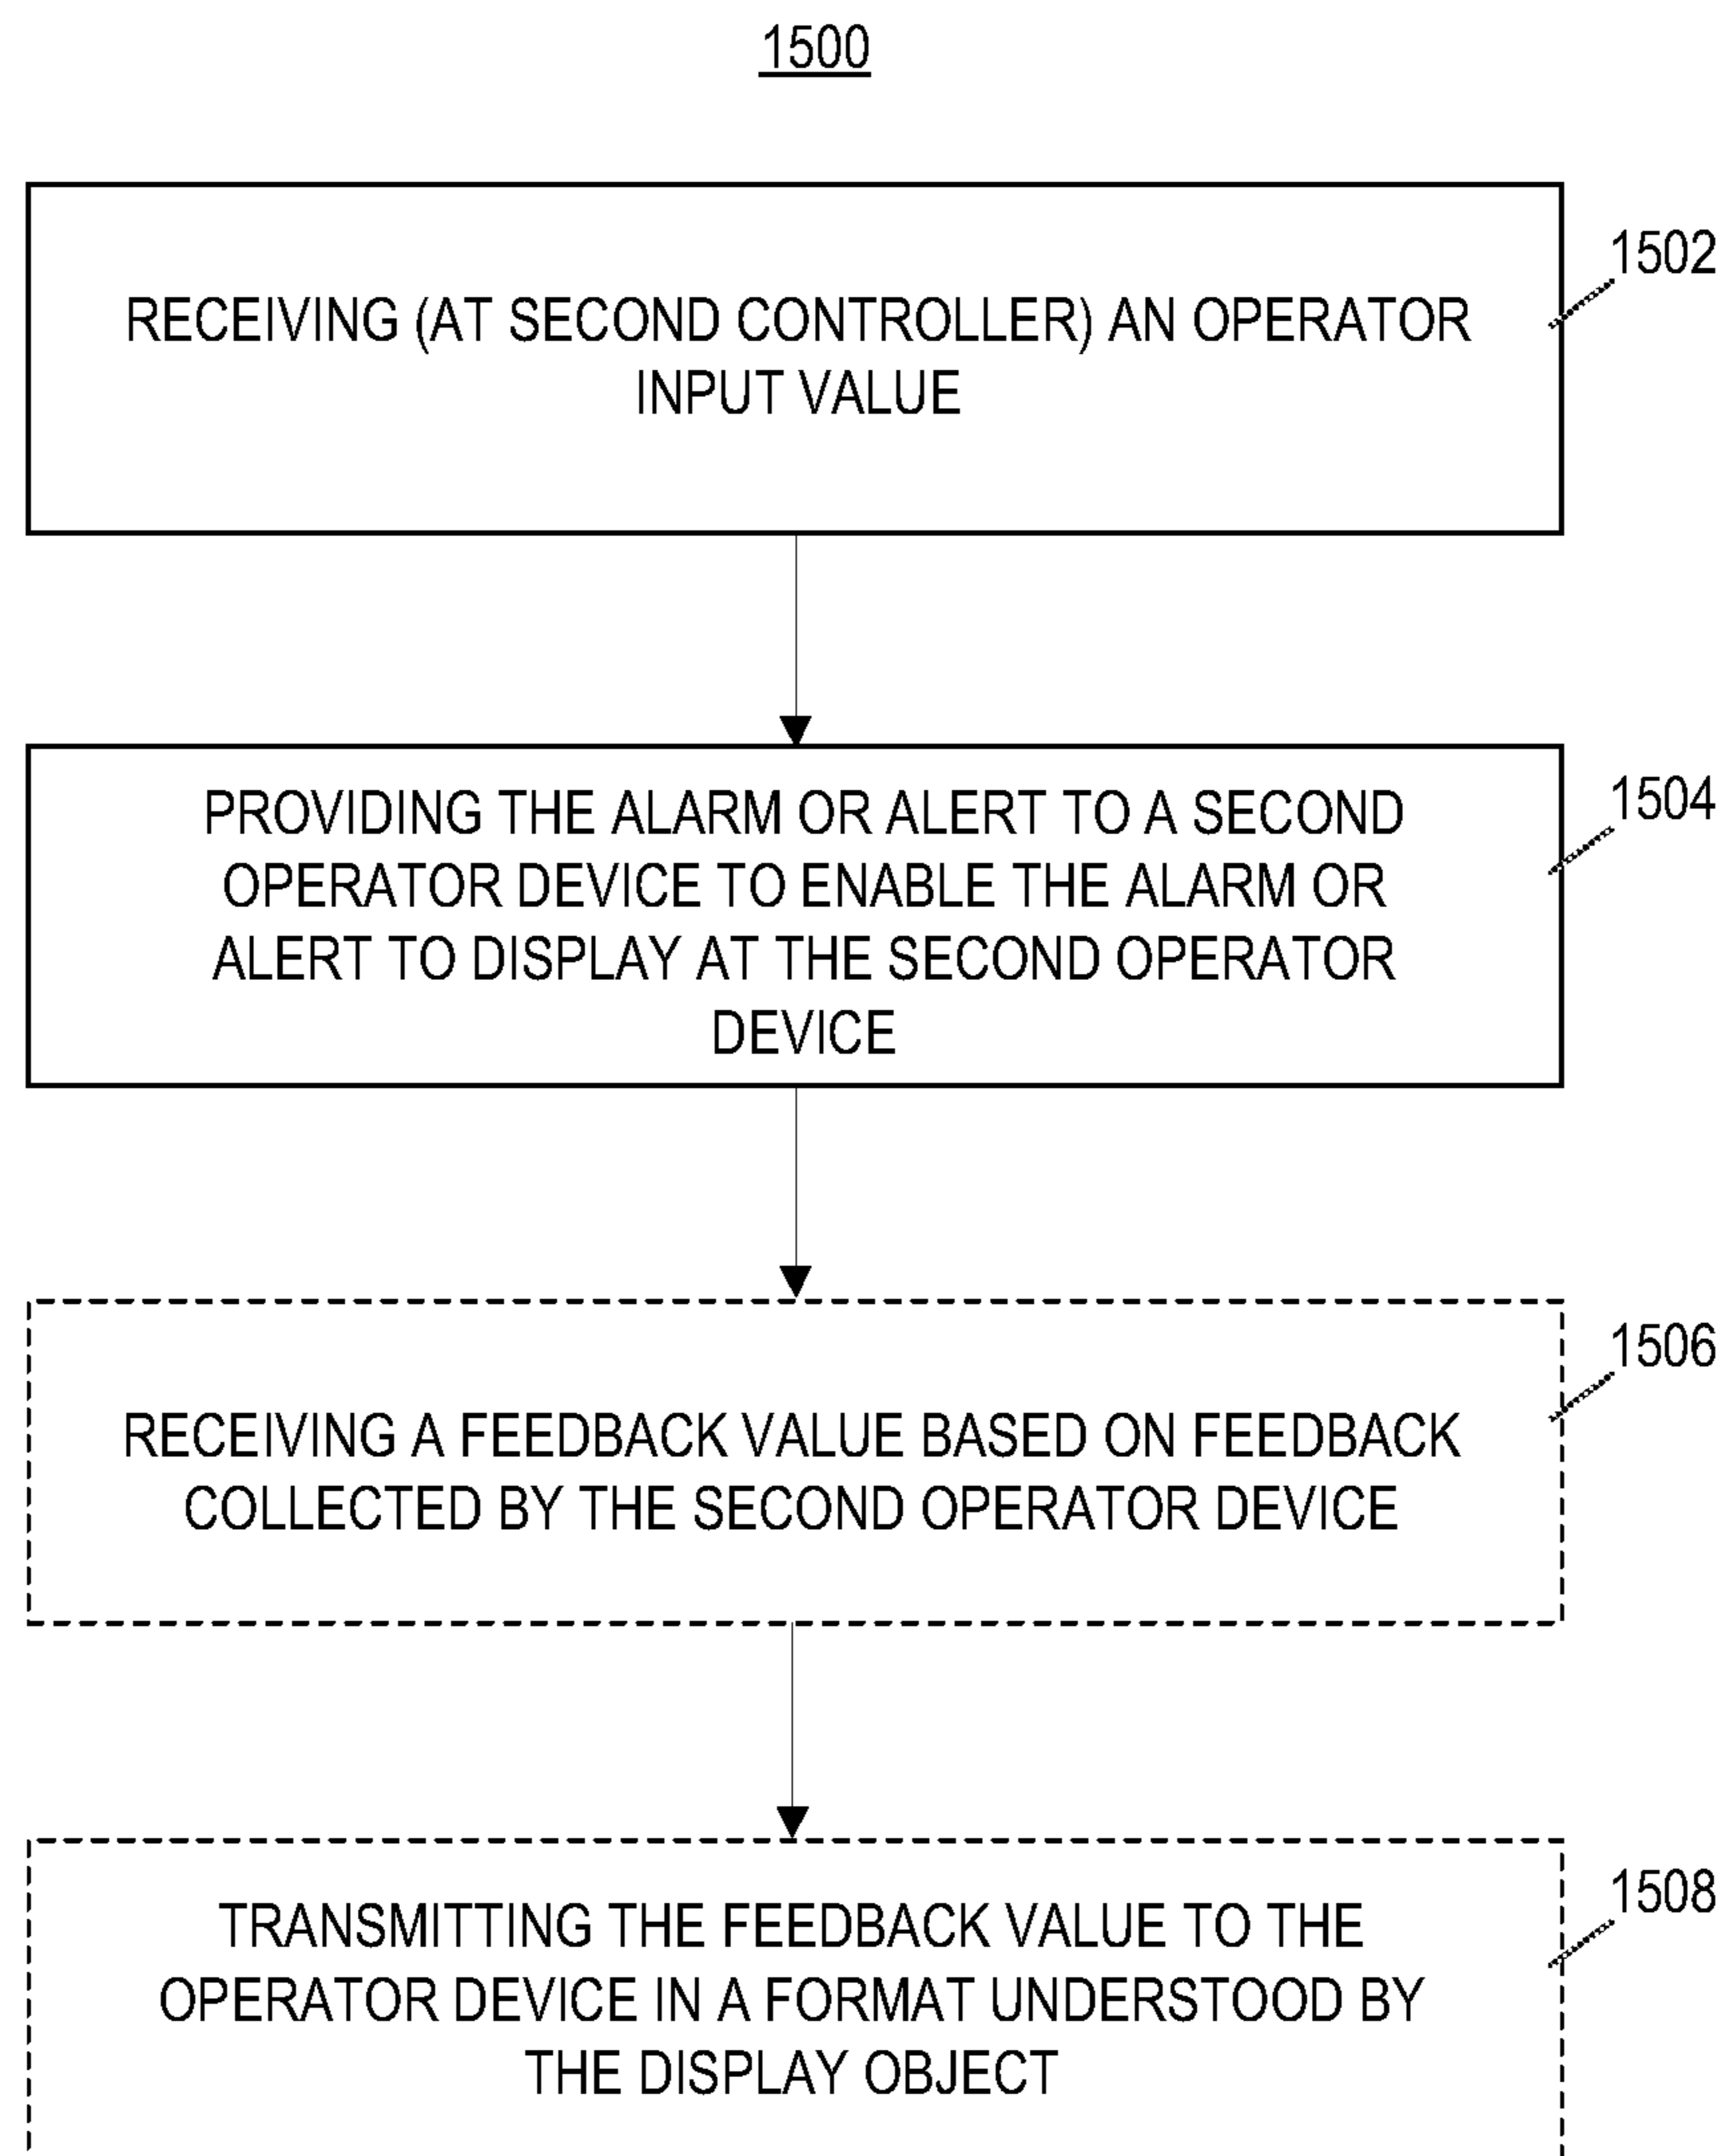 1500
1502
RECEIVING (AT SECOND CONTROLLER) AN OPERATOR
INPUT VALUE
1504
PROVIDING THE ALARM OR ALERT TO A SECOND
OPERATOR DEVICE TO ENABLE THE ALARM OR
ALERT TO DISPLAY AT THE SECOND OPERATOR
DEVICE
1506
RECEIVING A FEEDBACK VALUE BASED ON FEEDBACK
COLLECTED BY THE SECOND OPERATOR DEVICE
1508
TRANSMITTING THE FEEDBACK VALUE TO THE
OPERATOR DEVICE IN A FORMAT UNDERSTOOD BY
THE DISPLAY OBJECT